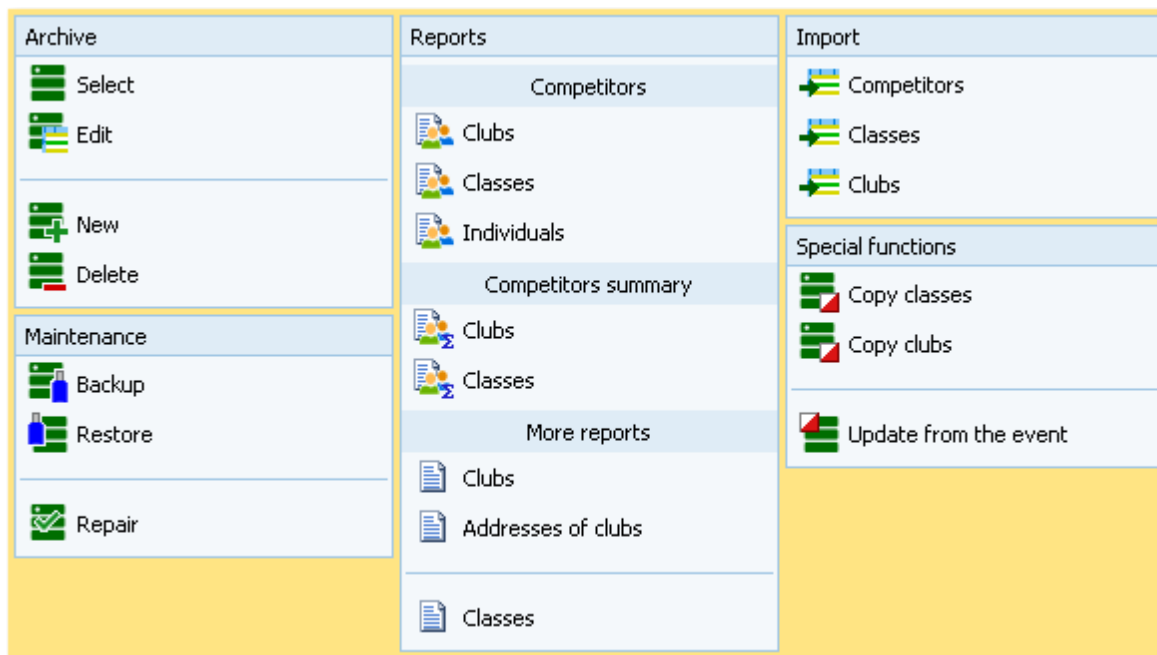 Archive
Select
Edit
New
Delete
Maintenance
Backup
Restore
Repair
Reports
Competitors
Clubs
Classes
Individuals
Competitors summary
Clubs
Classes
More reports
Clubs
Addresses of clubs
Classes
Import
Competitors
Classes
Clubs
Special functions
Copy classes
Copy clubs
Update from the event